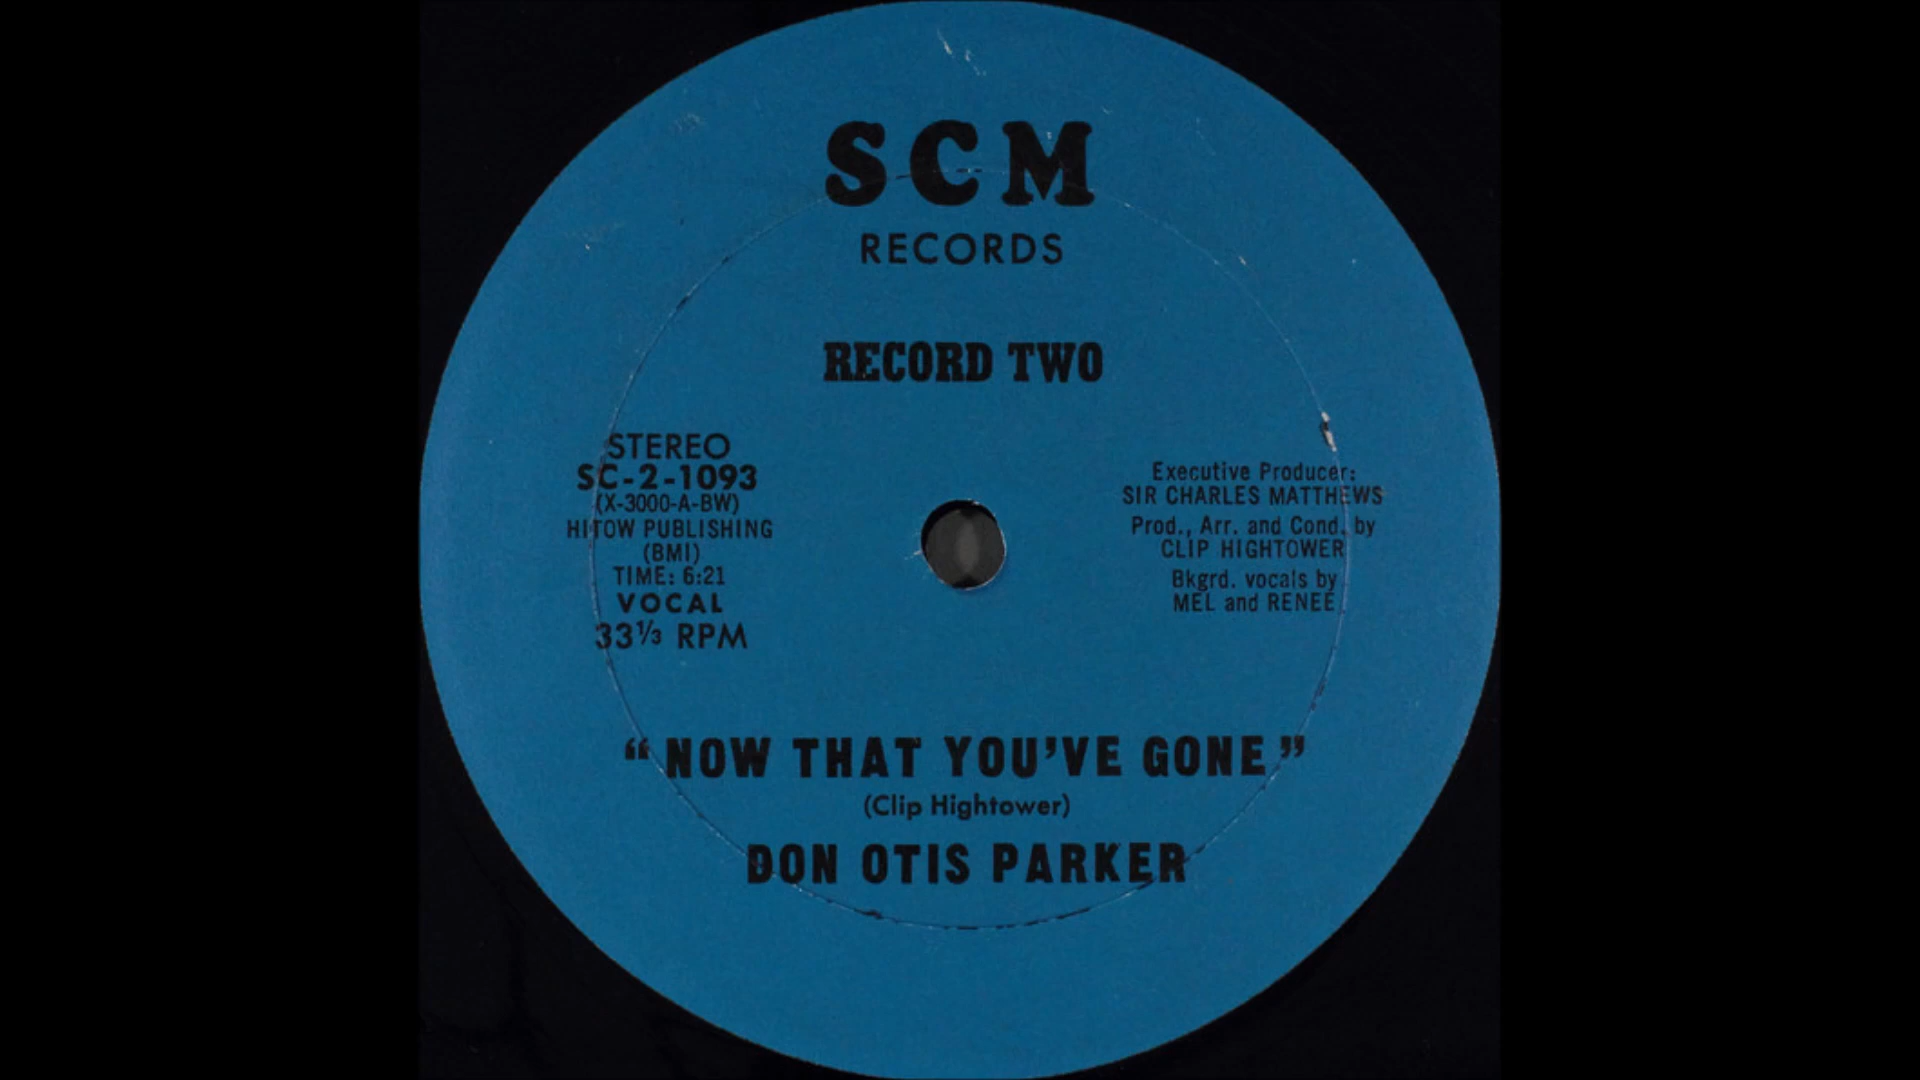 SCM
RECORDS
RECORD TWO
STEREO
SC-2-1093
(X-3000-A-BW)
HITOW PUBLISHING
(BMI)
TIME: 6:21
VOCAL
33⅓ RPM
Executive Producer:
SIR CHARLES MATTHEWS
Prod., Arr. and Cond. by
CLIP HIGHTOWER
Bkgrd. vocals by
MEL and RENEE
“NOW THAT YOU’VE GONE”
(Clip Hightower)
DON OTIS PARKER